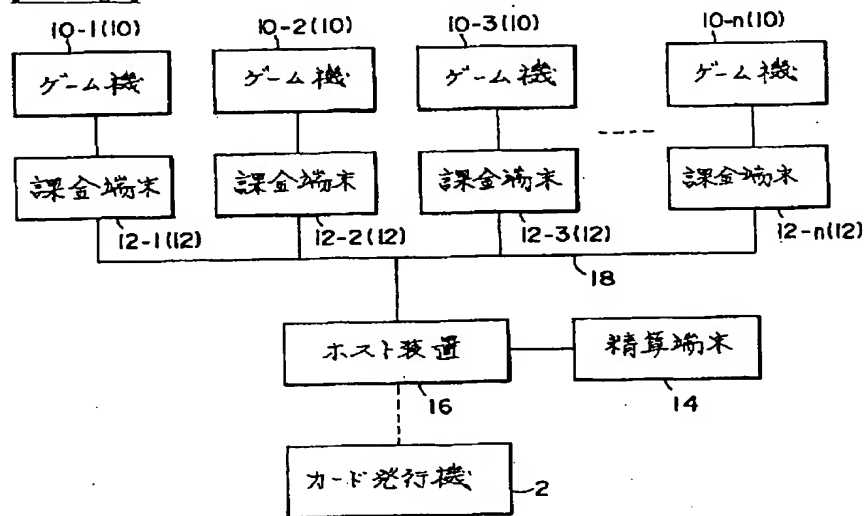 10-1(10) 10-2(10) 10-3(10) 10-n(10)
ゲーム機 ゲーム機 ゲーム機 ゲーム機
課金端末 課金端末 課金端末 課金端末
12-1(12) 12-2(12) 12-3(12) 12-n(12)
18
ホスト装置 精算端末
16 14
カード発行機 2